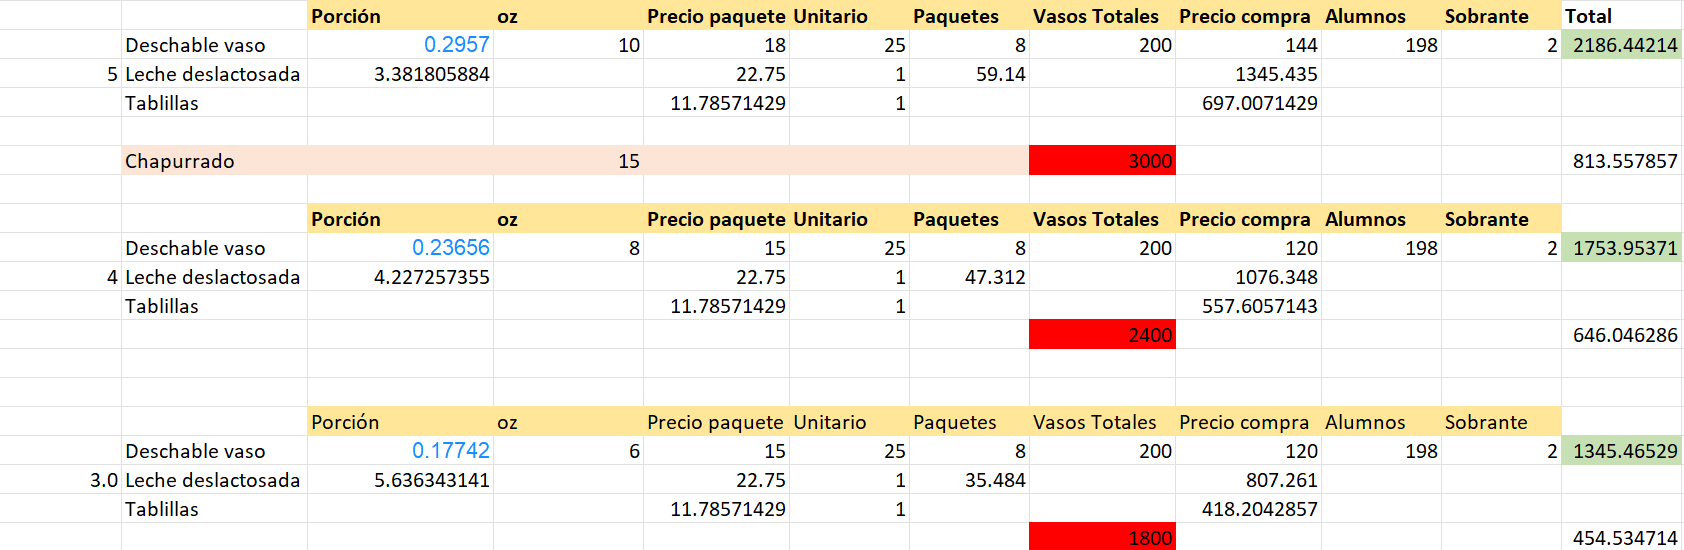 Porción oz Precio paquete Unitario Paquetes Vasos Totales Precio compra Alumnos Sobrante Total
Deschable vaso 0.2957 10 18 25 8 200 144 198 2 2186.44214
5 Leche deslactosada 3.381805884 22.75 1 59.14 1345.435
Tablillas 11.78571429 1 697.0071429
Chapurrado 15 3000 813.557857
Porción oz Precio paquete Unitario Paquetes Vasos Totales Precio compra Alumnos Sobrante
Deschable vaso 0.23656 8 15 25 8 200 120 198 2 1753.95371
4 Leche deslactosada 4.227257355 22.75 1 47.312 1076.348
Tablillas 11.78571429 1 557.6057143
2400 646.046286
Porción oz Precio paquete Unitario Paquetes Vasos Totales Precio compra Alumnos Sobrante
Deschable vaso 0.17742 6 15 25 8 200 120 198 2 1345.46529
3.0 Leche deslactosada 5.636343141 22.75 1 35.484 807.261
Tablillas 11.78571429 1 418.2042857
1800 454.534714